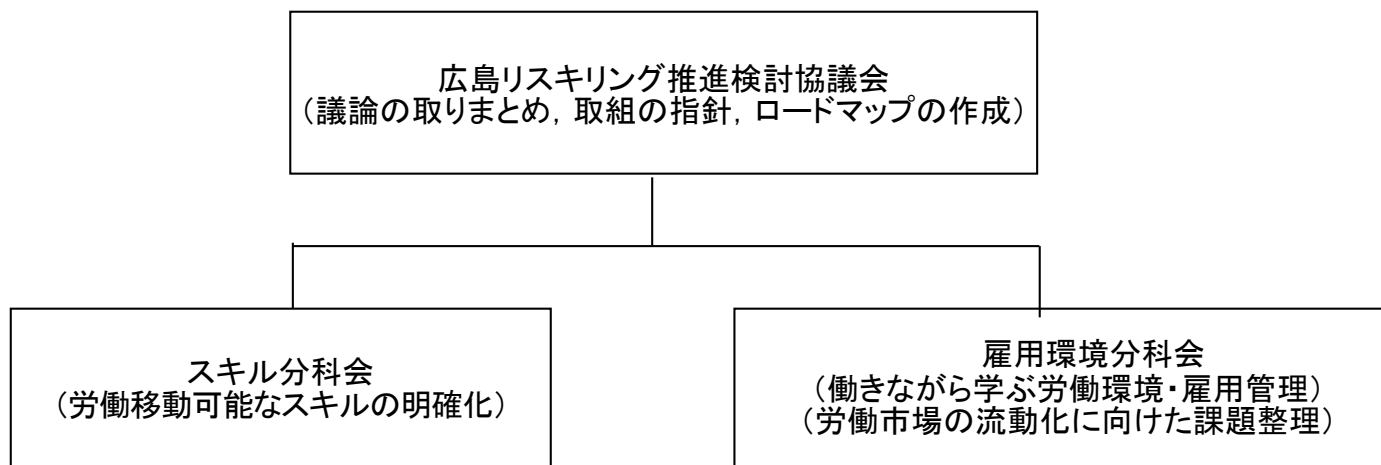 広島リスキリング推進検討協議会
（議論の取りまとめ，取組の指針，ロードマップの作成）
スキル分科会
（労働移動可能なスキルの明確化）
雇用環境分科会
（働きながら学ぶ労働環境・雇用管理）
（労働市場の流動化に向けた課題整理）